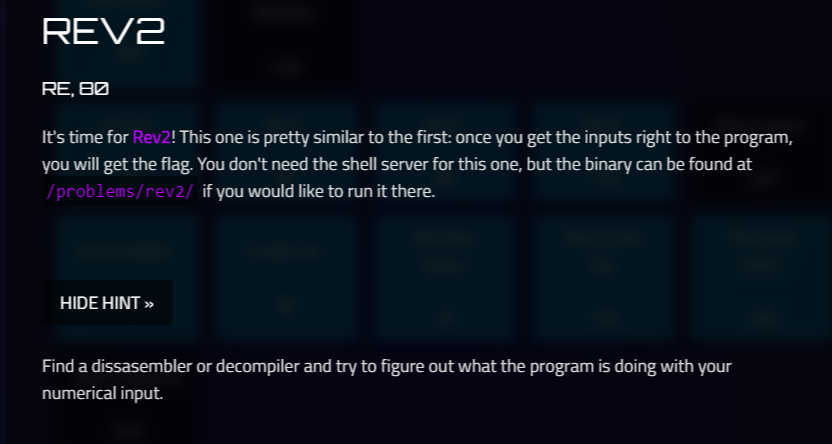 REV2
RE, 80
It's time for Rev2! This one is pretty similar to the first: once you get the inputs right to the program,
you will get the flag. You don't need the shell server for this one, but the binary can be found at
/problems/rev2/ if you would like to run it there.
HIDE HINT »
Find a dissasembler or decompiler and try to figure out what the program is doing with your
numerical input.